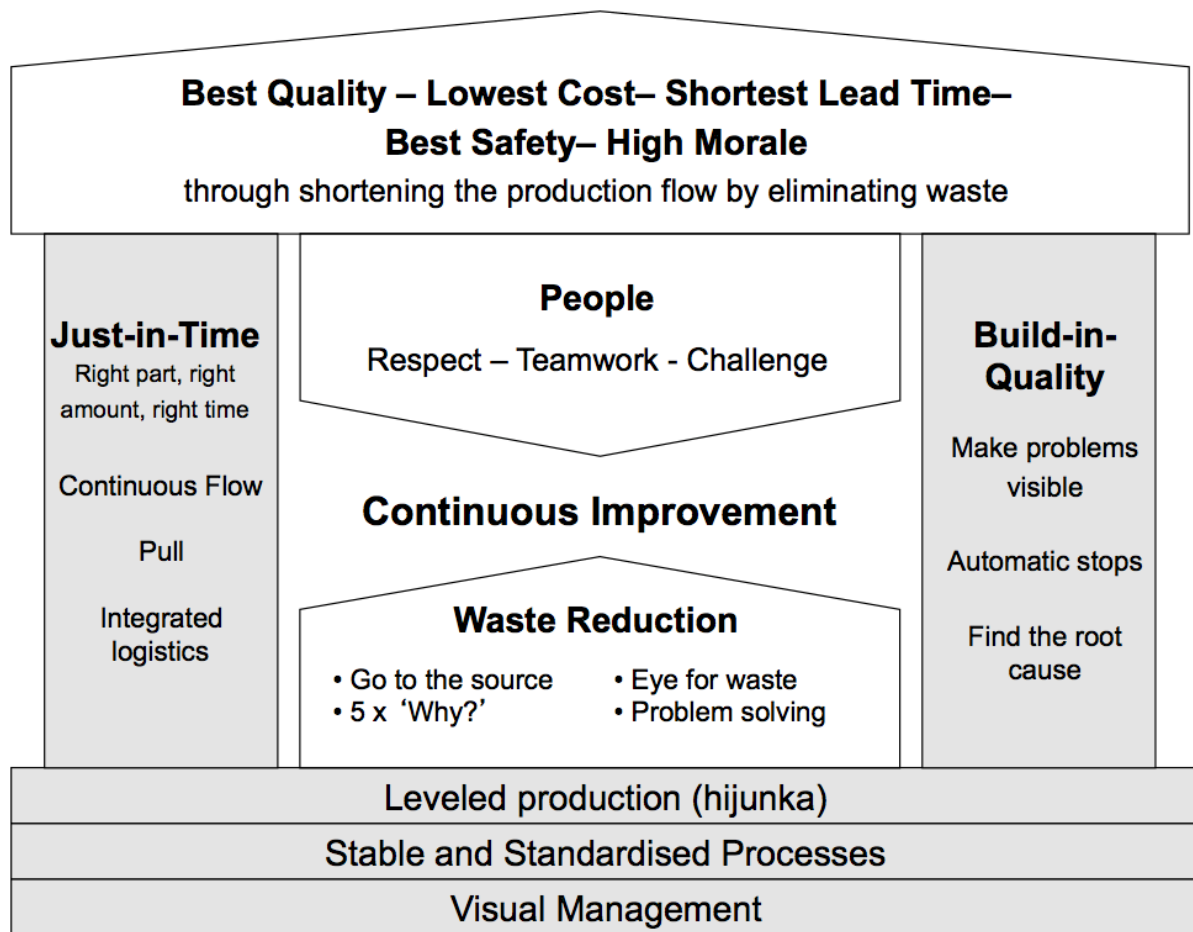 Best Quality – Lowest Cost– Shortest Lead Time–
Best Safety– High Morale
through shortening the production flow by eliminating waste
Just-in-Time
Right part, right
amount, right time
Continuous Flow
Pull
Integrated
logistics
People
Respect – Teamwork - Challenge
Continuous Improvement
Waste Reduction
• Go to the source
• 5 x ‘Why?’
• Eye for waste
• Problem solving
Build-in-
Quality
Make problems
visible
Automatic stops
Find the root
cause
Leveled production (hijunka)
Stable and Standardised Processes
Visual Management